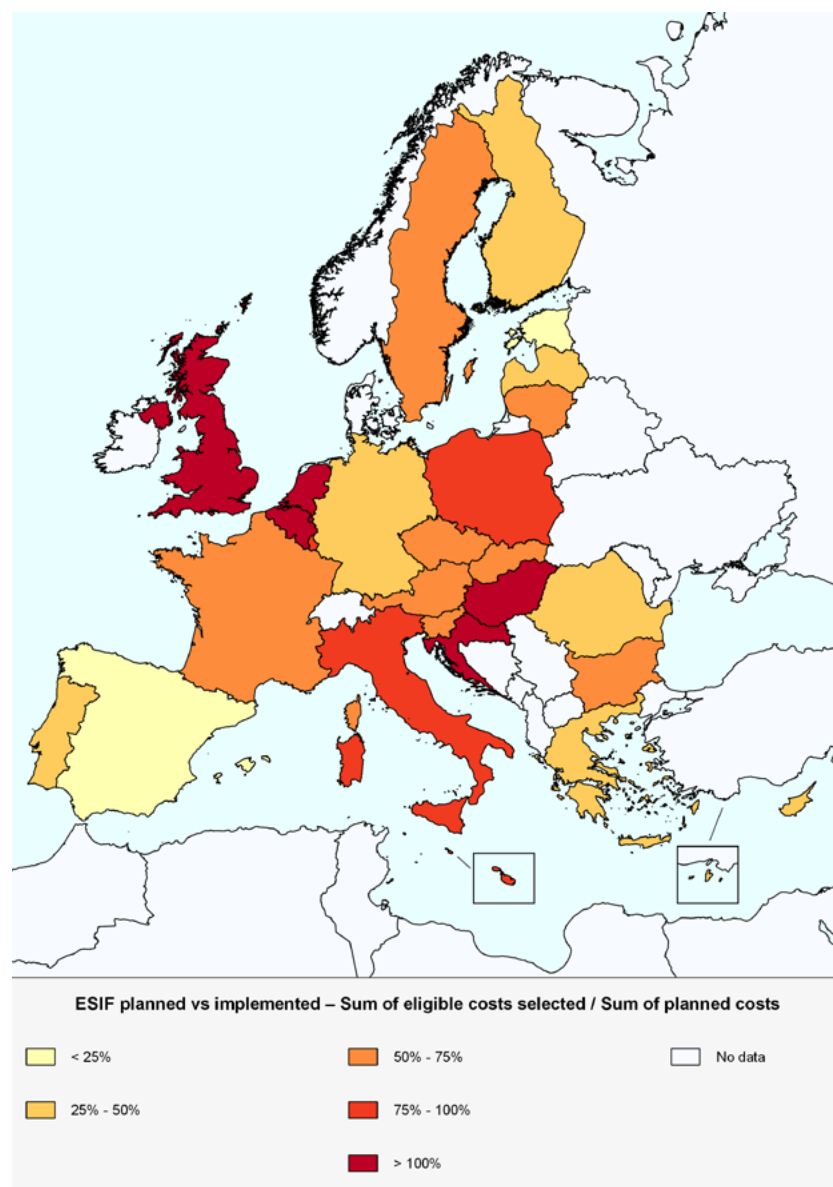 ESIF planned vs implemented – Sum of eligible costs selected / Sum of planned costs
< 25%
50% - 75%
No data
25% - 50%
75% - 100%
> 100%